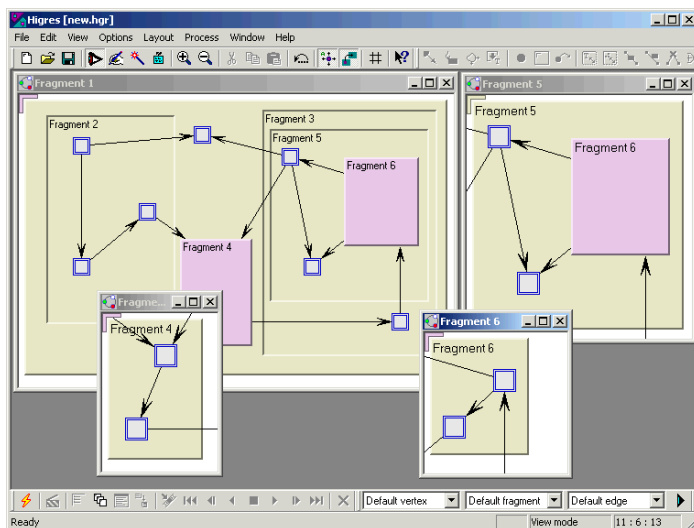 Higres [new.hgr]
File Edit View Options Layout Process Window Help
Fragment 1
Fragment 5
Fragment 2
Fragment 3
Fragment 5
Fragment 6
Fragment 4
Fragment 5
Fragment 6
Fragme...
Fragment 4
Fragment 6
Fragment 6
Default vertex Default fragment Default edge
Ready View mode 11 : 6 : 13